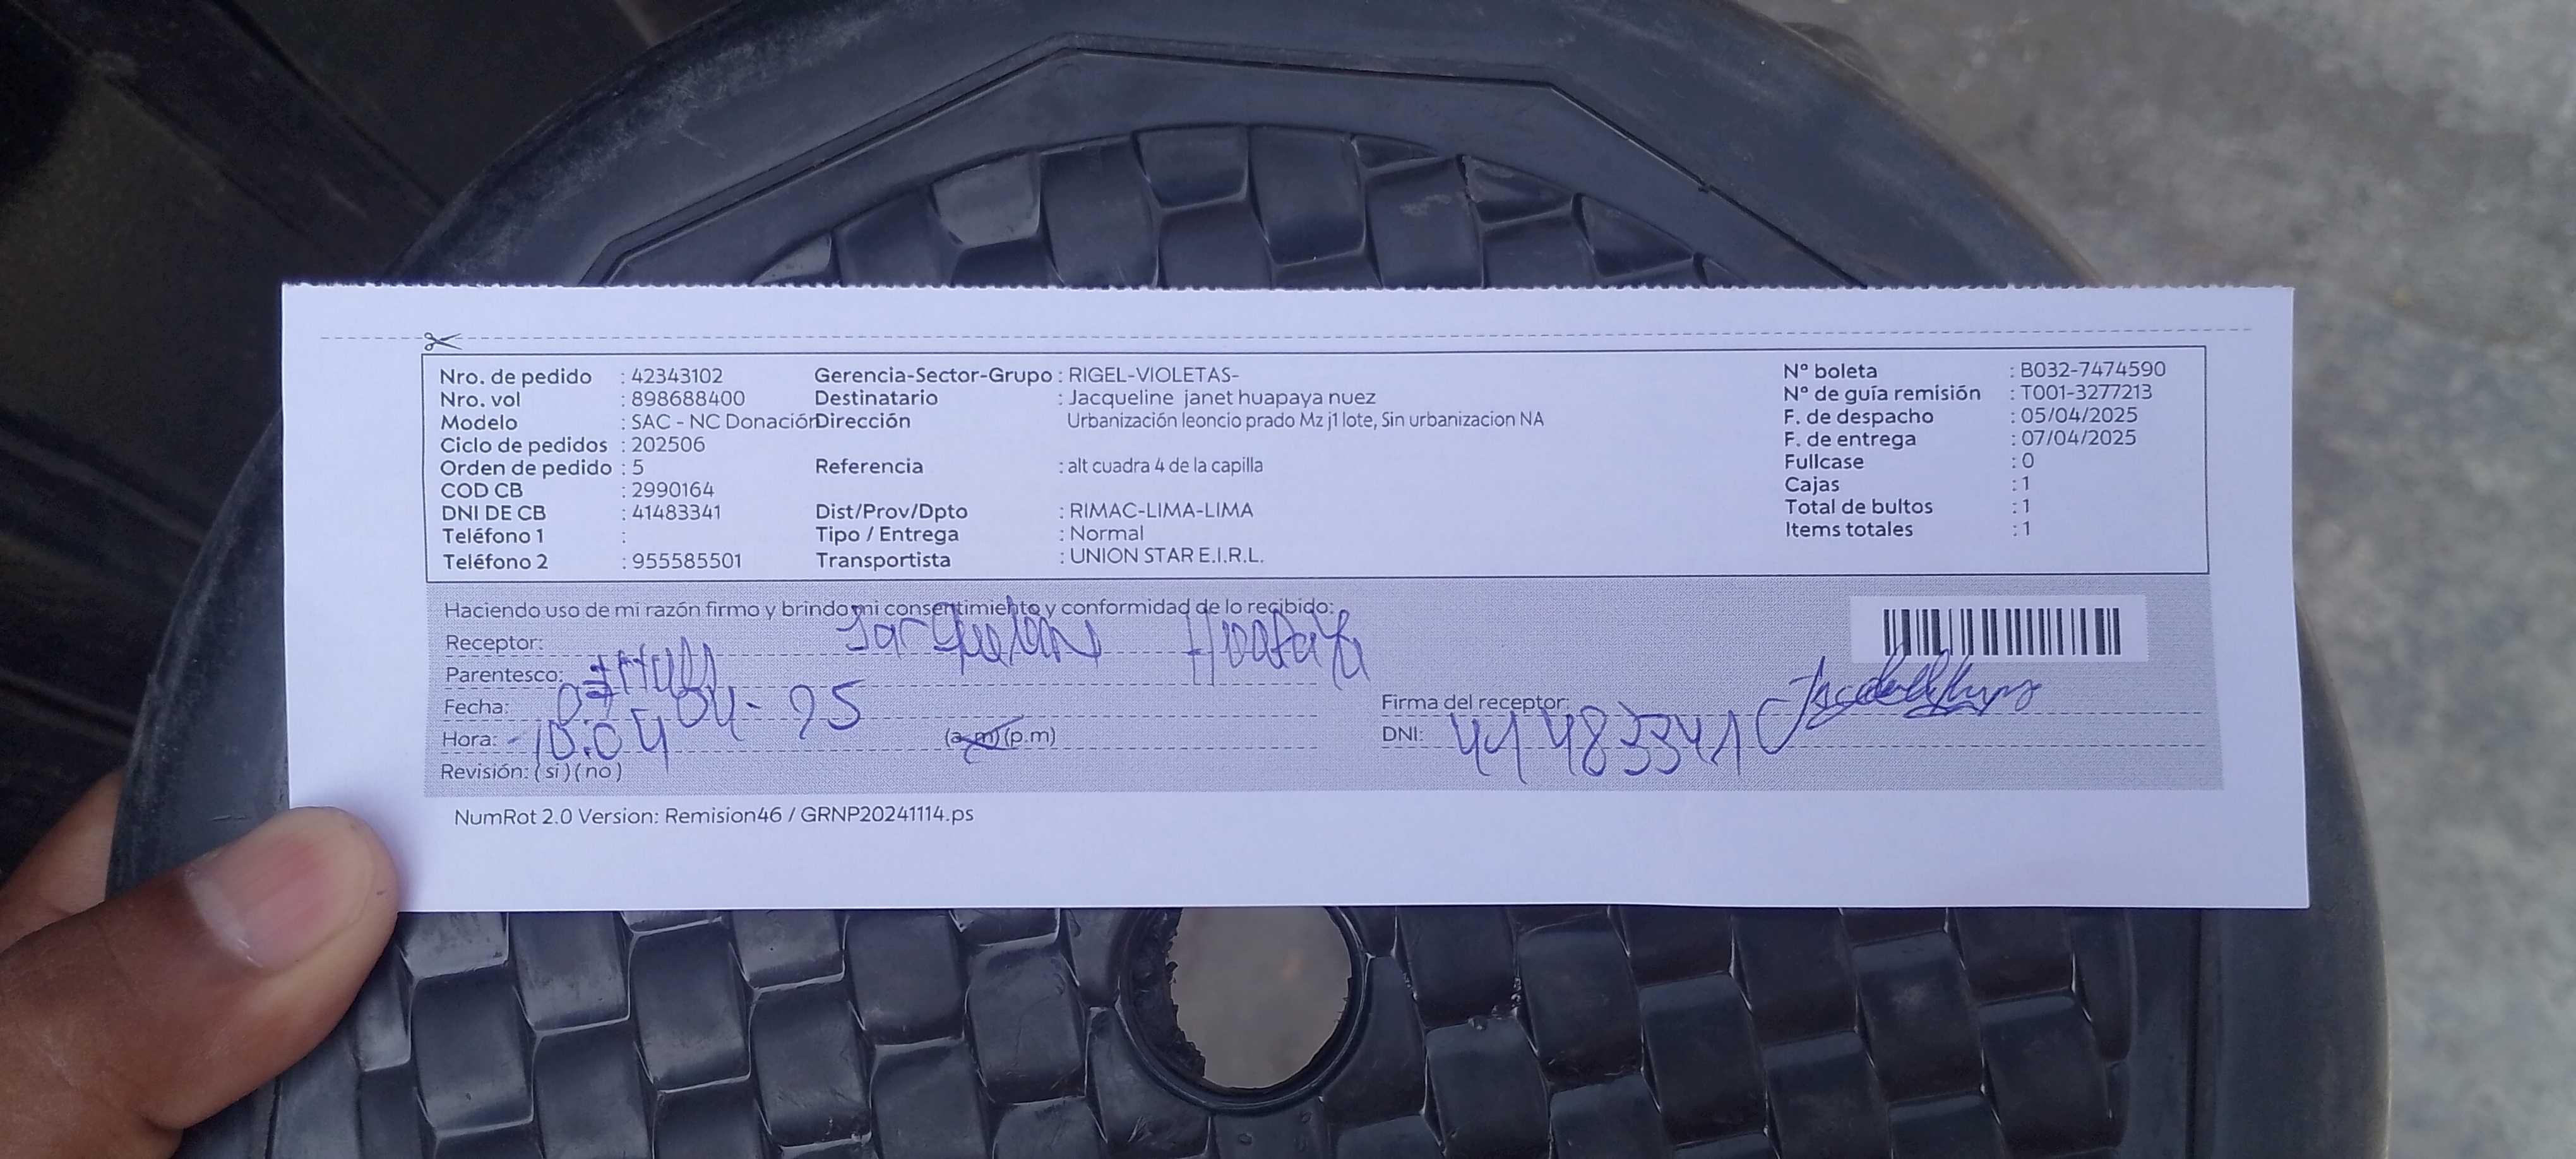 Nro. de pedido : 42343102 Gerencia-Sector-Grupo : RIGEL-VIOLETAS- Nº boleta : B032-7474590
Nro. vol : 898688400 Destinatario : Jacqueline janet huapaya nuez Nº de guía remisión : T001-3277213
Modelo : SAC - NC Donación Dirección Urbanización leoncio prado Mz j1 lote, Sin urbanizacion NA F. de despacho : 05/04/2025
Ciclo de pedidos : 202506 F. de entrega : 07/04/2025
Orden de pedido : 5 Referencia : alt cuadra 4 de la capilla Fullcase : 0
COD CB : 2990164 Cajas : 1
DNI DE CB : 41483341 Dist/Prov/Dpto : RIMAC-LIMA-LIMA Total de bultos : 1
Teléfono 1 : Tipo / Entrega : Normal Items totales : 1
Teléfono 2 : 955585501 Transportista : UNION STAR E.I.R.L.
Haciendo uso de mi razón firmo y brindo mi consentimiento y conformidad de lo recibido:
Receptor:
Parentesco:
Fecha: 07-04-25 Firma del receptor:
Hora: 10:04 (a.m)(p.m) DNI: 41483341
Revisión: (si)(no)
NumRot 2.0 Version: Remision46 / GRNP20241114.ps